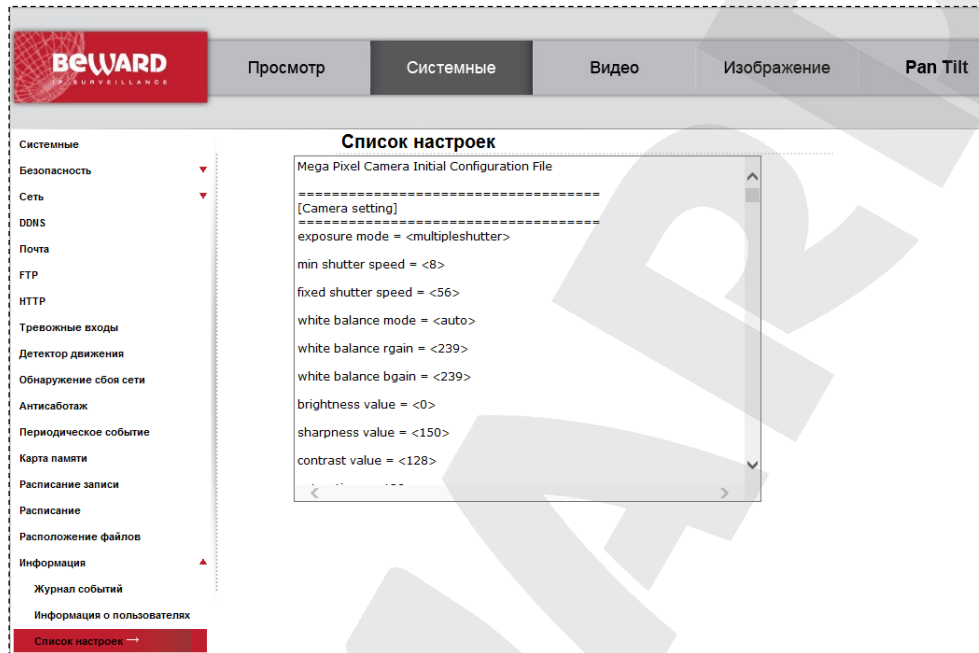 BEWARD
IP SURVEILLANCE
Просмотр
Системные
Видео
Изображение
Pan Tilt
Системные
Безопасность
Сеть
DDNS
Почта
FTP
HTTP
Тревожные входы
Детектор движения
Обнаружение сбоя сети
Антисаботаж
Периодическое событие
Карта памяти
Расписание записи
Расписание
Расположение файлов
Информация
Журнал событий
Информация о пользователях
Список настроек →
Список настроек
Mega Pixel Camera Initial Configuration File
====================================
[Camera setting]
====================================
exposure mode = <multipleshutter>
min shutter speed = <8>
fixed shutter speed = <56>
white balance mode = <auto>
white balance rgain = <239>
white balance bgain = <239>
brightness value = <0>
sharpness value = <150>
contrast value = <128>